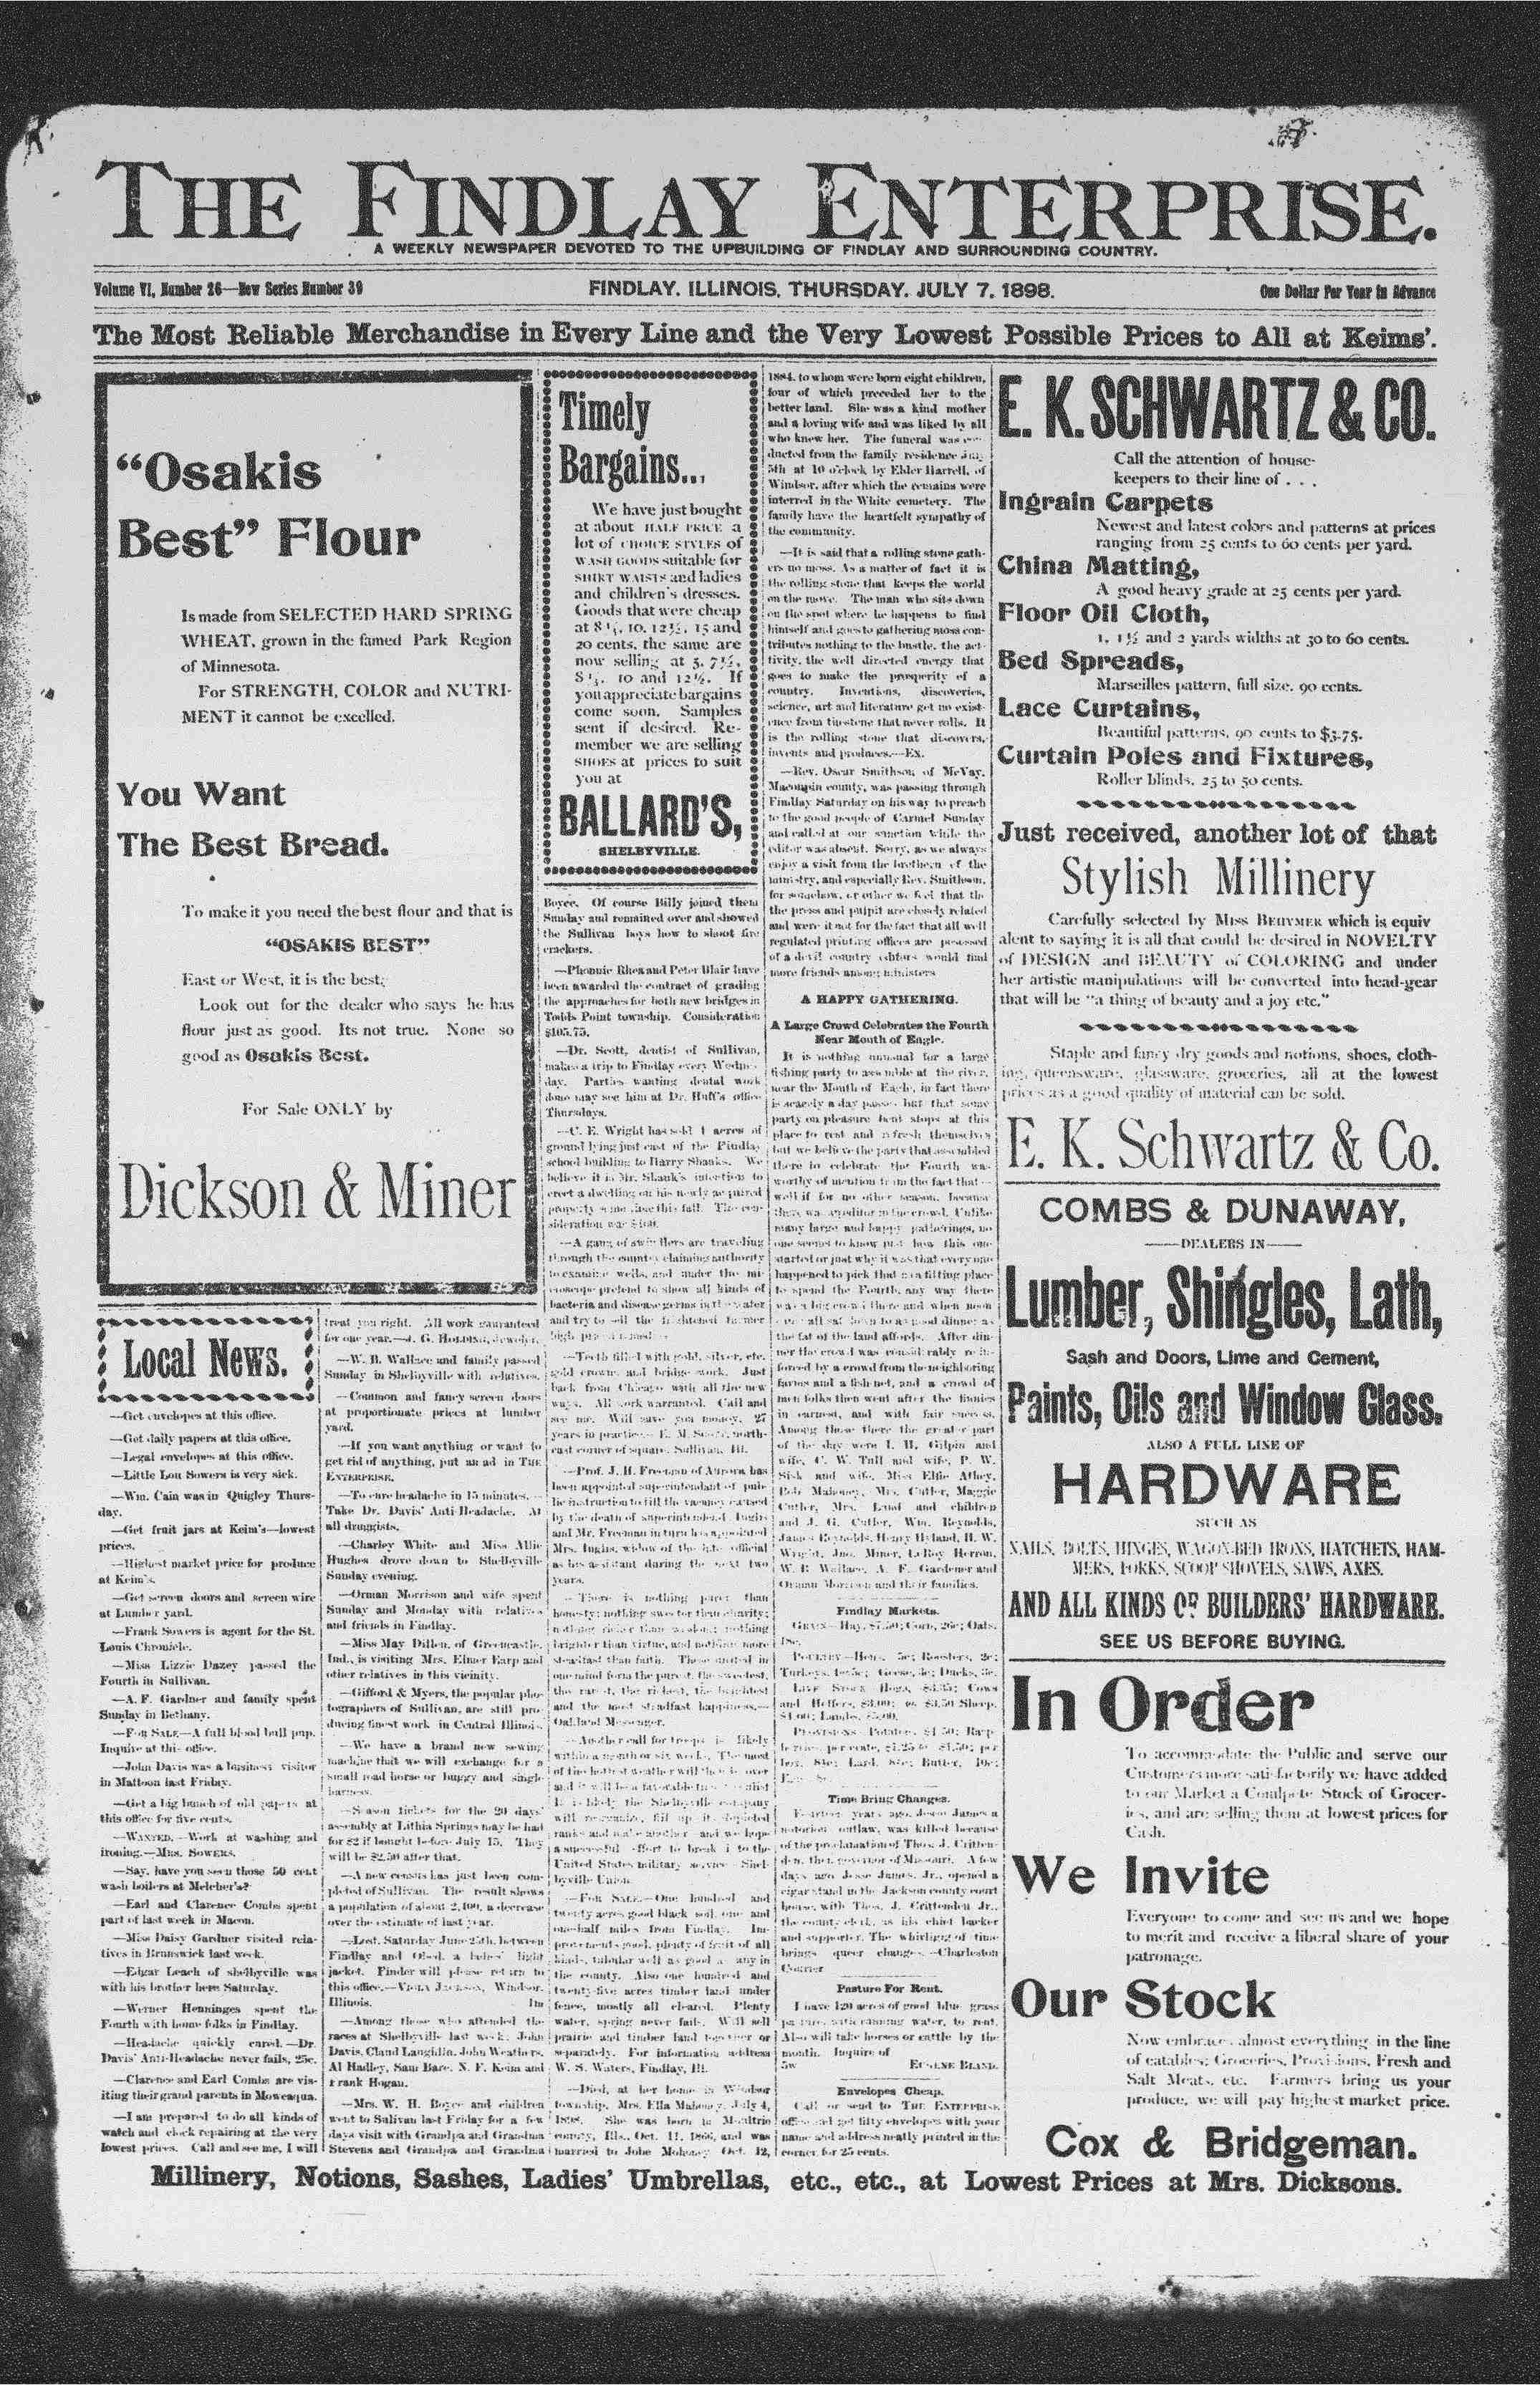 THE FINDLAY ENTERPRISE.
A WEEKLY NEWSPAPER DEVOTED TO THE UPBUILDING OF FINDLAY AND SURROUNDING COUNTRY.
Volume VI, Number 26—New Series Number 39
FINDLAY, ILLINOIS, THURSDAY, JULY 7, 1898.
One Dollar Per Year in Advance
The Most Reliable Merchandise in Every Line and the Very Lowest Possible Prices to All at Keims'.
“Osakis
Best” Flour
Is made from SELECTED HARD SPRING
WHEAT, grown in the famed Park Region
of Minnesota.
For STRENGTH, COLOR and NUTRI-
MENT it cannot be excelled.
You Want
The Best Bread.
To make it you need the best flour and that is
“OSAKIS BEST”
East or West, it is the best;
Look out for the dealer who says he has
flour just as good. Its not true. None so
good as Osakis Best.
For Sale ONLY by
Dickson & Miner
Local News.
—Get envelopes at this office.
—Get daily papers at this office.
—Legal envelopes at this office.
—Little Lou Sowers is very sick.
—Wm. Cain was in Quigley Thurs-
day.
—Get fruit jars at Keim's—lowest
prices.
—Highest market price for produce
at Keim's.
—Get screen doors and screen wire
at Lumber yard.
—Frank Sowers is agent for the St.
Louis Chronicle.
—Miss Lizzie Dazey passed the
Fourth in Sullivan.
—A. F. Gardner and family spent
Sunday in Bethany.
—FOR SALE—A full blood bull pup.
Inquire at this office.
—John Davis was a business visitor
in Mattoon last Friday.
—Get a big bunch of old papers at
this office for five cents.
—WANTED.—Work at washing and
ironing.—MRS. SOWERS.
—Say, have you seen those 50 cent
wash boilers at Melcher's?
—Earl and Clarence Combs spent
part of last week in Macon.
—Miss Daisy Gardner visited rela-
tives in Brunswick last week.
—Edgar Leach of shelbyville was
with his brother here Saturday.
—Werner Henninges spent the
Fourth with home folks in Findlay.
—Headache quickly cured.—Dr.
Davis' Anti-Headache never fails, 25c.
—Clarence and Earl Combs are vis-
iting their grand parents in Moweaqua.
—I am prepared to do all kinds of
watch and clock repairing at the very
lowest prices. Call and see me, I will
treat you right. All work guaranteed
for one year.—J. G. HOLDING, Jeweler.
—W. B. Wallace and family passed
Sunday in Shelbyville with relatives.
—Common and fancy screen doors
at proportionate prices at lumber
yard.
—If you want anything or want to
get rid of anything, put an ad in THE
ENTERPRISE.
—To cure headache in 15 minutes.—
Take Dr. Davis' Anti-Headache. At
all druggists.
—Charley White and Miss Allie
Hughes drove down to Shelbyville
Sunday evening.
—Orman Morrison and wife spent
Sunday and Monday with relatives
and friends in Findlay.
—Miss May Dillen, of Greencastle,
Ind., is visiting Mrs. Elmer Earp and
other relatives in this vicinity.
—Gifford & Myers, the popular pho-
tographers of Sullivan, are still pro-
ducing finest work in Central Illinois.
—We have a brand new sewing
machine that we will exchange for a
small road horse or buggy and single
harness.
—Season tickets for the 20 days'
assembly at Lithia Springs may be had
for $2 if bought before July 15. They
will be $2.50 after that.
—A new census has just been com-
pleted of Sullivan. The result shows
a population of about 2,100, a decrease
over the estimate of last year.
—Lost, Saturday June 25th, between
Findlay and Obed, a ladies' light
jacket. Finder will please return to
this office.—VIOLA JACKSON, Windsor,
Illinois.
—Among those who attended the
races at Shelbyville last week: John
Davis, Claud Laughlin, John Weathers,
Al Hadley, Sam Bare, N. F. Keim and
Frank Hogan.
—Mrs. W. H. Boyce and children
went to Sulivan last Friday for a few
days visit with Grandpa and Grandma
Stevens and Grandpa and Grandma
Timely
Bargains...
We have just bought
at about HALF PRICE a
lot of CHOICE STYLES of
WASH GOODS suitable for
SHIRT WAISTS and ladies
and children's dresses.
Goods that were cheap
at 8⅓, 10, 12½, 15 and
20 cents, the same are
now selling at 5, 7½,
8⅓, 10 and 12½. If
you appreciate bargains
come soon. Samples
sent if desired. Re-
member we are selling
SHOES at prices to suit
you at
BALLARD'S,
SHELBYVILLE.
Boyce. Of course Billy joined them
Sunday and remained over and showed
the Sullivan boys how to shoot fire
crackers.
—Phonnie Rhea and Peter Blair have
been awarded the contract of grading
the approaches for both new bridges in
Todds Point township. Consideration
$105.75.
—Dr. Scott, dentist of Sullivan,
makes a trip to Findlay every Wednes-
day. Parties wanting dental work
done may see him at Dr. Huff's office
Thursdays.
—C. E. Wright has sold 4 acres of
ground lying just east of the Findlay
school building to Harry Shanks. We
believe it is Mr. Shank's intention to
erect a dwelling on his newly acquired
property some time this fall. The con-
sideration was
—A gang of swindlers are traveling
through the country claiming authority
to examine wells, and under the mi-
croscope pretend to show all kinds of
bacteria and disease germs in the water
and try to sell the frightened farmer
—Teeth filled with gold, silver, etc.
gold crowns and bridge work. Just
back from Chicago with all the new
ways. All work warranted. Call and
see me. Will save you money. 27
years in practice.— E. M. Scott, north-
east corner of square, Sullivan, Ill.
—Prof. J. H. Freeman of Aurora has
been appointed superintendant of pub-
lic instruction to fill the vacancy caused
by the death of superintendent Inglis
and Mr. Freeman in turn has appointed
Mrs. Inglis, widow of the late official
as his assistant during the next two
years.
—There is nothing purer than
honesty; nothing sweeter than charity;
nothing richer than wisdom; nothing
brighter than virtue, and nothing more
steadfast than faith. These united in
one mind form the purest, the sweetest,
the rarest, the richest, the brightest
and the most steadfast happiness.—
Oakland Messenger.
—Another call for troops is likely
within a month or six weeks. The most
of the hottest weather will then be over
and it will be a favorable time to enlist.
It is likely the Shelbyville company
will reorganize, fill up its depleted
ranks and make another and we hope
a successful effort to break into the
United States military service—Shel-
byville Union.
—FOR SALE—One hundred and
twenty acres good black soil, one and
one-half miles from Findlay. Im-
provements good, plenty of fruit of all
kinds, tabular well as good as any in
the county. Also one hundred and
twenty-five acres timber land under
fence, mostly all cleared. Plenty
water, spring never fails. Will sell
prairie and timber land together or
separately. For information address
W. S. Waters, Findlay, Ill.
—Died, at her home in Windsor
township, Mrs. Ella Mahoney, July 4,
1898. She was born in Moultrie
county, Ills., Oct. 11, 1866, and was
married to John Mahoney Oct. 12,
1884, to whom were born eight children,
four of which preceded her to the
better land. She was a kind mother
and a loving wife and was liked by all
who knew her. The funeral was con-
ducted from the family residence July
5th at 10 o'clock by Elder Harrell, of
Windsor, after which the remains were
interred in the White cemetery. The
family have the heartfelt sympathy of
the community.
—It is said that a rolling stone gath-
ers no moss. As a matter of fact it is
the rolling stone that keeps the world
on the move. The man who sits down
on the spot where he happens to find
himself and goes to gathering moss con-
tributes nothing to the bustle, the act-
tivity, the well directed energy that
goes to make the prosperity of a
country. Inventions, discoveries,
science, art and literature get no exist-
ence from the stone that never rolls. It
is the rolling stone that discovers,
invents and produces.—Ex.
—Rev. Oscar Smithson, of McVay,
Macoupin county, was passing through
Findlay Saturday on his way to preach
to the good people of Carmel Sunday
and called at our sanction while the
editor was absent. Sorry, as we always
enjoy a visit from the brethern of the
ministry, and especially Rev. Smithson,
for somehow, or other we feel that the
the press and pulpit are closely related
and were it not for the fact that all well
regulated printing offices are posessed
of a devil country editors would find
more friends among ministers
A HAPPY GATHERING.
A Large Crowd Celebrates the Fourth
Near Mouth of Eagle.
It is nothing unusual for a large
fishing party to assemble at the river,
near the Mouth of Eagle, in fact there
is scarcely a day passes but that some
party on pleasure bent stops at this
place to rest and refresh themselves
but we believe the party that assembled
there to celebrate the Fourth was
worthy of mention from the fact that—
well if for no other reason, because
there was an editor in the crowd. Unlike
many large and happy gatherings, no
one seems to know just how this one
started or just why it was that everyone
happened to pick that as a fitting place
to spend the Fourth, any way there
was a big crowd there and when noon
came all sat down to as good dinner as
the fat of the land affords. After din-
ner the crowd was considerably rein-
forced by a crowd from the neighboring
farms and a fish net, and a crowd of
men folks then went after the finnies
in earnest, and with fair success.
Among those there the greater part
of the day were I. H. Gilpin and
wife, C. W. Tull and wife, P. W.
Sisk and wife, Miss Effie Athey,
Bob Mahoney, Mrs. Cutler, Maggie
Cutler, Mrs. Lund and children
and J. G. Cutler, Wm. Reynolds,
James Reynolds, Henry Hyland, H. W.
Wright, Jno. Miner, LeRoy Herron,
W. B. Wallace, A. F. Gardener and
Orman Morrison and their families.
Findlay Markets.
GRAIN—Hay, $7.50; Corn, 26c; Oats,
18c.
POULTRY—Hens, 5c; Roosters, 2c;
Turkeys, ; Geese, 3c; Ducks, 3c.
LIVE STOCK Hogs, $3.35; Cows
and Heffers, $3.00; to $3.50 Sheep,
$4.00; Lambs, $5.00.
PROVISIONS Potatoes, $1.50; Rasp-
berries, per crate, $1.25 to $1.50; per
box, ; Lard, ; Butter, 10c;
Time Bring Changes.
Fourteen years ago, Jesse James a
notorious outlaw, was killed because
of the proclamation of Thos. J. Critten-
den, then governor of Missouri. A few
days ago Jesse James, Jr., opened a
cigar stand in the Jackson county court
house, with Thos. J. Crittenden Jr.,
the county clerk, as his chief backer
and supporter. The whirligig of time
brings queer changes.—Charleston
Courier
Pasture For Rent.
I have 120 acres of good blue grass
pasture, with running water, to rent.
Also will take horses or cattle by the
month. Inquire of
5w EUGENE BLAND.
Envelopes Cheap.
Call or send to THE ENTERPRISE
office and get fifty envelopes with your
name and address neatly printed in the
corner for 25 cents.
E. K. SCHWARTZ & CO.
Call the attention of house-
keepers to their line of . . .
Ingrain Carpets
Newest and latest colors and patterns at prices
ranging from 25 cents to 60 cents per yard.
China Matting,
A good heavy grade at 25 cents per yard.
Floor Oil Cloth,
1, 1½ and 2 yards widths at 30 to 60 cents.
Bed Spreads,
Marseilles pattern, full size, 90 cents.
Lace Curtains,
Beautiful patterns, 90 cents to $3.75.
Curtain Poles and Fixtures,
Roller blinds, 25 to 50 cents.
Just received, another lot of that
Stylish Millinery
Carefully selected by MISS BEHYMER which is equiv
alent to saying it is all that could be desired in NOVELTY
of DESIGN and BEAUTY of COLORING and under
her artistic manipulations will be converted into head-gear
that will be “a thing of beauty and a joy etc.”
Staple and fancy dry goods and notions, shoes, cloth-
ing, queensware, glassware, groceries, all at the lowest
prices as a good quality of material can be sold.
E. K. Schwartz & Co.
COMBS & DUNAWAY,
—DEALERS IN—
Lumber, Shingles, Lath,
Sash and Doors, Lime and Cement,
Paints, Oils and Window Glass.
ALSO A FULL LINE OF
HARDWARE
SUCH AS
NAILS, BOLTS, HINGES, WAGON-BED IRONS, HATCHETS, HAM-
MERS, FORKS, SCOOP SHOVELS, SAWS, AXES.
AND ALL KINDS OF BUILDERS' HARDWARE.
SEE US BEFORE BUYING.
In Order
To accommodate the Public and serve our
Customers more satisfactorily we have added
to our Market a Complete Stock of Grocer-
ies, and are selling them at lowest prices for
Cash.
We Invite
Everyone to come and see us and we hope
to merit and receive a liberal share of your
patronage.
Our Stock
Now embraces almost everything in the line
of eatables; Groceries, Provisions, Fresh and
Salt Meats, etc. Farmers bring us your
produce, we will pay highest market price.
Cox & Bridgeman.
Millinery, Notions, Sashes, Ladies' Umbrellas, etc., etc., at Lowest Prices at Mrs. Dicksons.